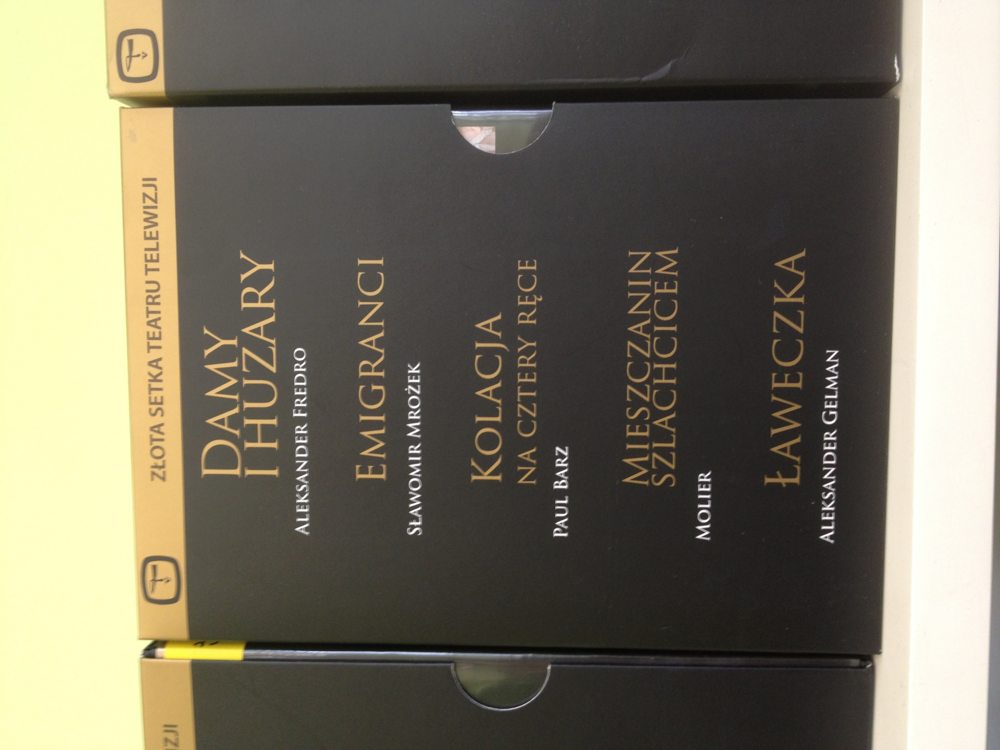 ZŁOTA SETKA TEATRU TELEWIZJI
DAMY
I HUZARY
ALEKSANDER FREDRO
EMIGRANCI
SŁAWOMIR MROŻEK
KOLACJA
NA CZTERY RĘCE
PAUL BARZ
MIESZCZANIN
SZLACHCICEM
MOLIER
ŁAWECZKA
ALEKSANDER GELMAN